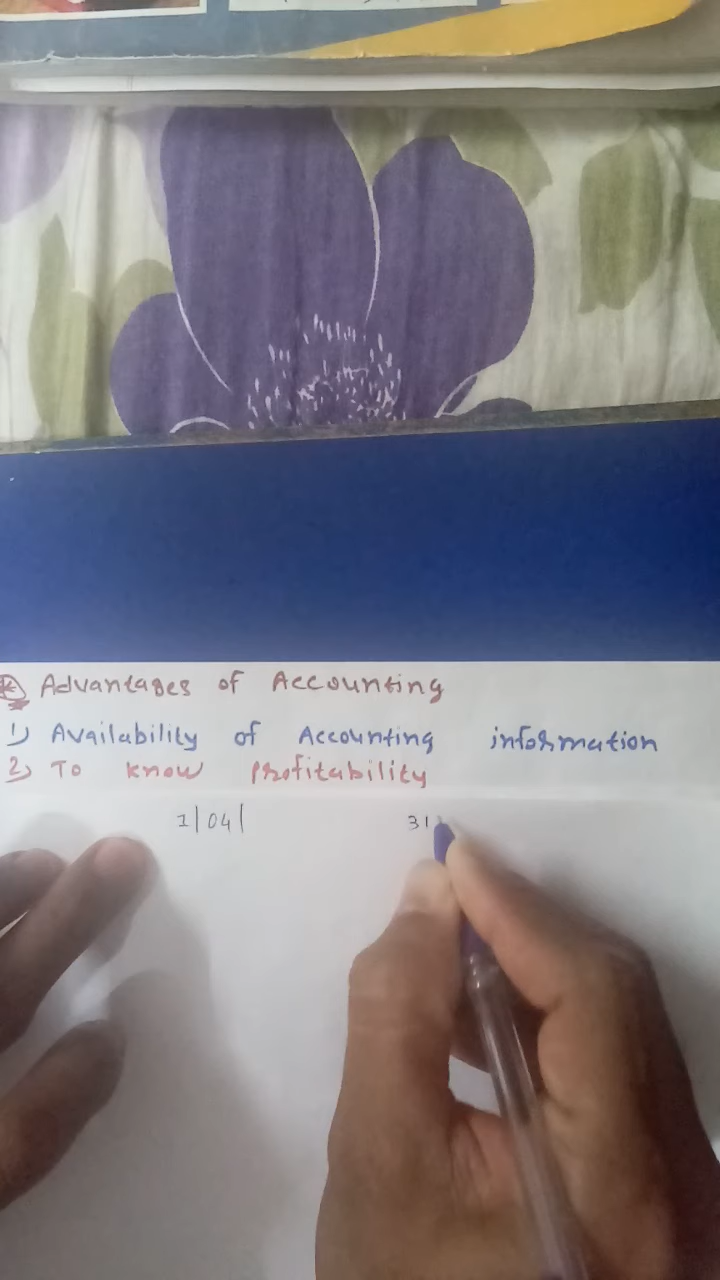 Advantages of Accounting
1) Availability of Accounting information
2) To know profitability
1/04/ 31